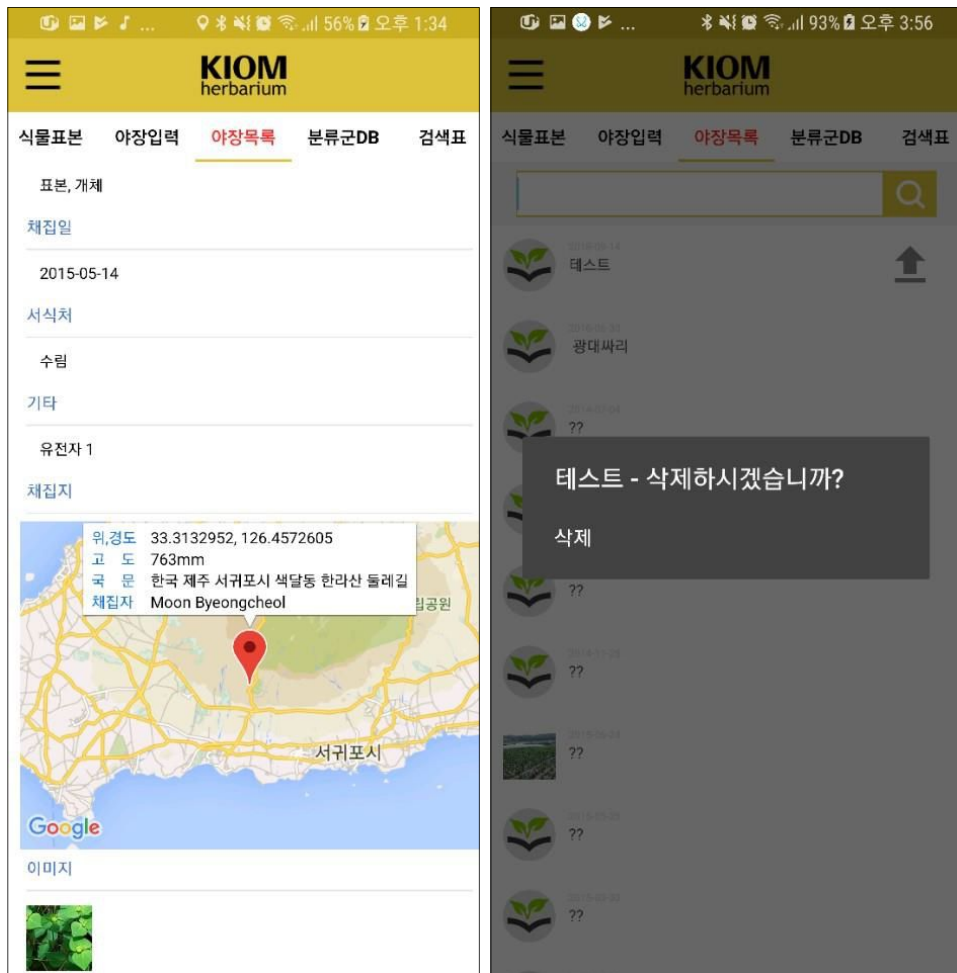 ... 56% 오후 1:34
KIOM
herbarium
식물표본 야장입력 야장목록 분류군DB 검색표
표본, 개체
채집일
2015-05-14
서식처
수림
기타
유전자 1
채집지
위,경도 33.3132952, 126.4572605
고 도 763mm
국 문 한국 제주 서귀포시 색달동 한라산 둘레길
채집자 Moon Byeongcheol
립공원
서귀포시
Google
이미지
... 93% 오후 3:56
KIOM
herbarium
식물표본 야장입력 야장목록 분류군DB 검색표
테스트
광대싸리
??
테스트 - 삭제하시겠습니까?
삭제
??
??
??
??
??